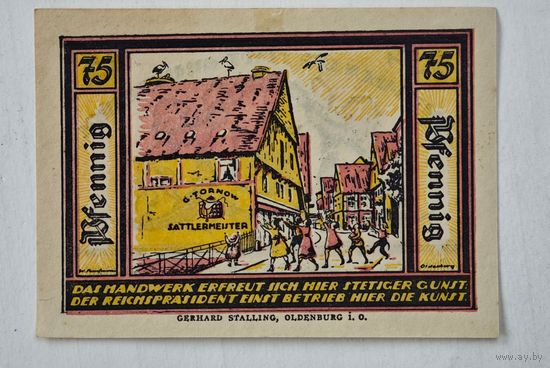 75
75
Pfennig
Pfennig
G. TORNOW
SATTLERMEISTER
Oldenburg
DAS HANDWERK ERFREUT SICH HIER STETIGER GUNST:
DER REICHSPRÄSIDENT EINST BETRIEB HIER DIE KUNST.
GERHARD STALLING, OLDENBURG i. O.
www.ay.by